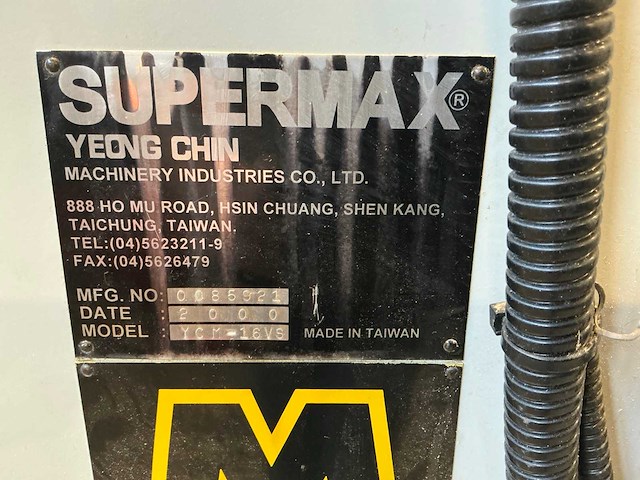 SUPERMAX®
YEONG CHIN
MACHINERY INDUSTRIES CO., LTD.
888 HO MU ROAD, HSIN CHUANG, SHEN KANG,
TAICHUNG, TAIWAN.
TEL:(04)5623211-9
FAX:(04)5626479
MFG. NO: 0085921
DATE : 2000
MODEL : YCM-16VS MADE IN TAIWAN